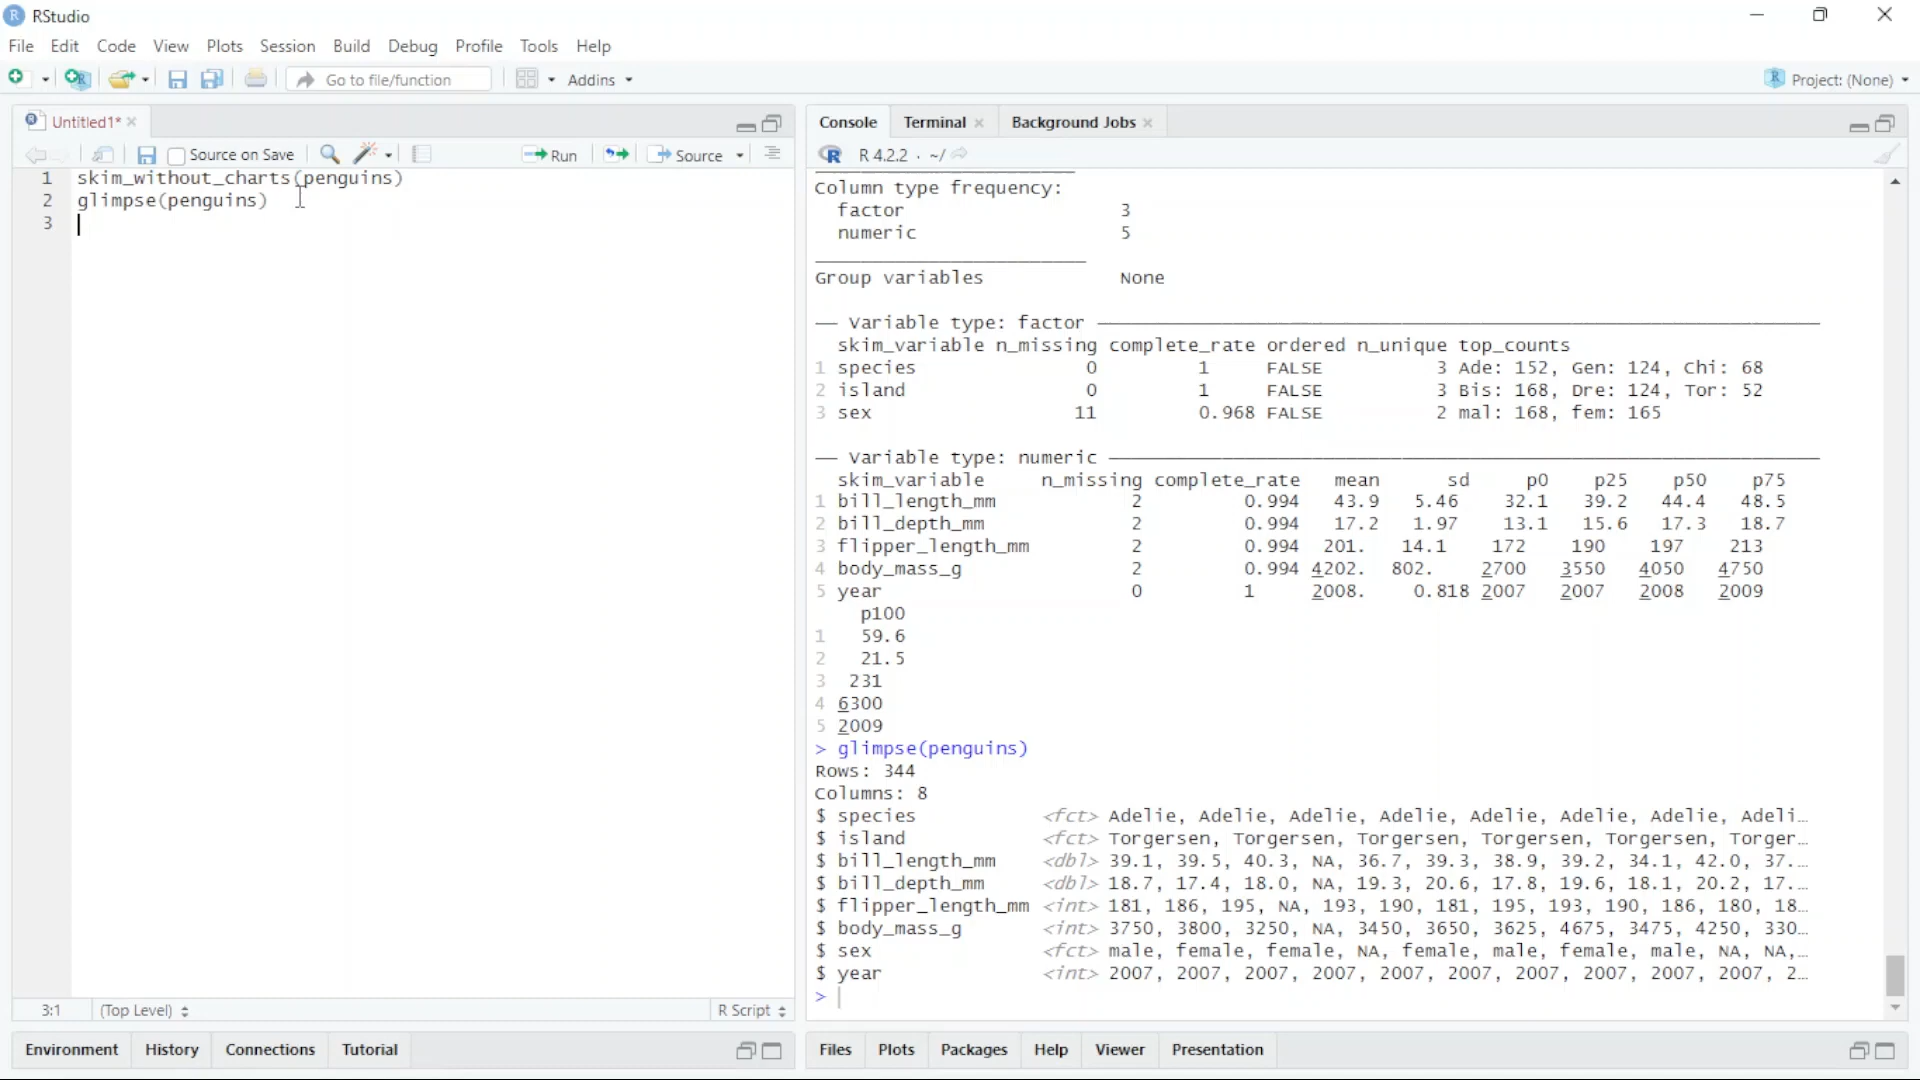 RStudio
File Edit Code View Plots Session Build Debug Profile Tools Help
Go to file/function Addins Project: (None)
Untitled1*
Source on Save Run Source
1 skim_without_charts(penguins)
2 glimpse(penguins)
3
3:1 (Top Level) R Script
Environment History Connections Tutorial
Console Terminal Background Jobs
R 4.2.2 · ~/
Column type frequency:
factor 3
numeric 5
Group variables None
── Variable type: factor ──
skim_variable n_missing complete_rate ordered n_unique top_counts
1 species 0 1 FALSE 3 Ade: 152, Gen: 124, Chi: 68
2 island 0 1 FALSE 3 Bis: 168, Dre: 124, Tor: 52
3 sex 11 0.968 FALSE 2 mal: 168, fem: 165
── Variable type: numeric ──
skim_variable n_missing complete_rate mean sd p0 p25 p50 p75
1 bill_length_mm 2 0.994 43.9 5.46 32.1 39.2 44.4 48.5
2 bill_depth_mm 2 0.994 17.2 1.97 13.1 15.6 17.3 18.7
3 flipper_length_mm 2 0.994 201. 14.1 172 190 197 213
4 body_mass_g 2 0.994 4202. 802. 2700 3550 4050 4750
5 year 0 1 2008. 0.818 2007 2007 2008 2009
p100
1 59.6
2 21.5
3 231
4 6300
5 2009
> glimpse(penguins)
Rows: 344
Columns: 8
$ species <fct> Adelie, Adelie, Adelie, Adelie, Adelie, Adelie, Adelie, Adeli…
$ island <fct> Torgersen, Torgersen, Torgersen, Torgersen, Torgersen, Torger…
$ bill_length_mm <dbl> 39.1, 39.5, 40.3, NA, 36.7, 39.3, 38.9, 39.2, 34.1, 42.0, 37.…
$ bill_depth_mm <dbl> 18.7, 17.4, 18.0, NA, 19.3, 20.6, 17.8, 19.6, 18.1, 20.2, 17.…
$ flipper_length_mm <int> 181, 186, 195, NA, 193, 190, 181, 195, 193, 190, 186, 180, 18…
$ body_mass_g <int> 3750, 3800, 3250, NA, 3450, 3650, 3625, 4675, 3475, 4250, 330…
$ sex <fct> male, female, female, NA, female, male, female, male, NA, NA,…
$ year <int> 2007, 2007, 2007, 2007, 2007, 2007, 2007, 2007, 2007, 2007, 2…
>
Files Plots Packages Help Viewer Presentation